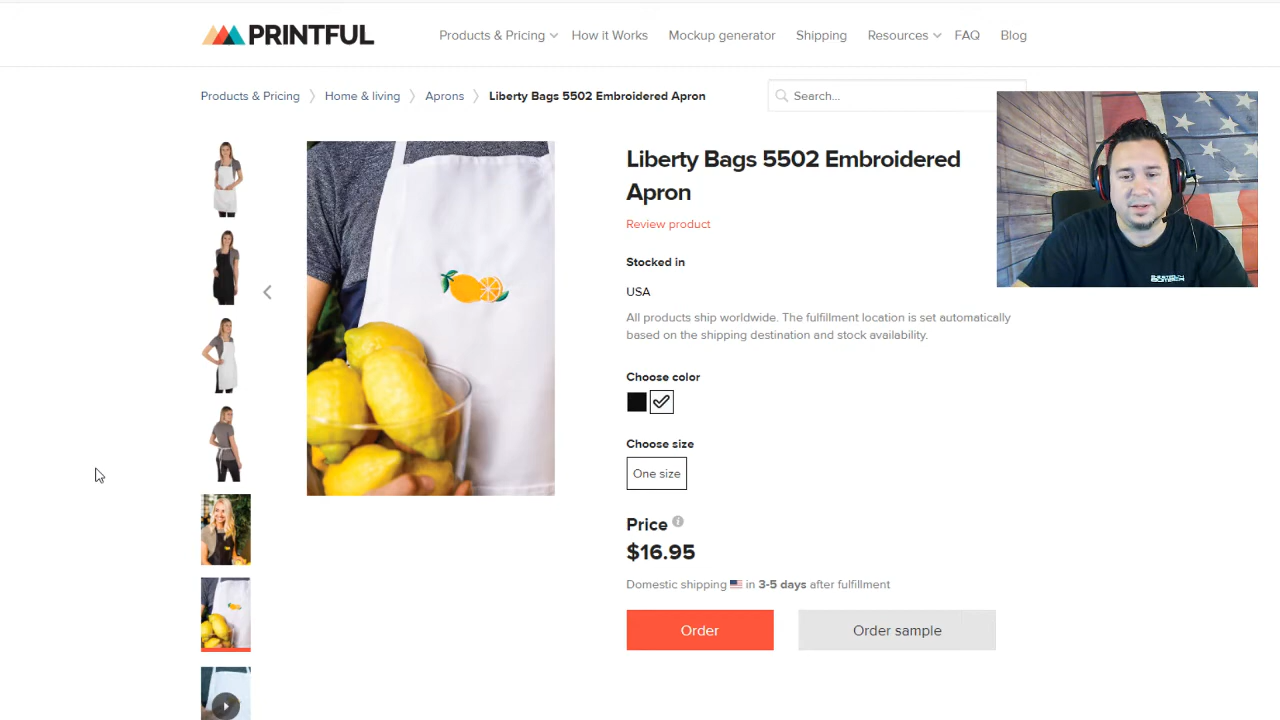 PRINTFUL
Products & Pricing
How it Works
Mockup generator
Shipping
Resources
FAQ
Blog
Products & Pricing
Home & living
Aprons
Liberty Bags 5502 Embroidered Apron
Search...
Liberty Bags 5502 Embroidered
Apron
Review product
Stocked in
USA
All products ship worldwide. The fulfillment location is set automatically
based on the shipping destination and stock availability.
Choose color
Choose size
One size
Price
$16.95
Domestic shipping in 3-5 days after fulfillment
Order
Order sample